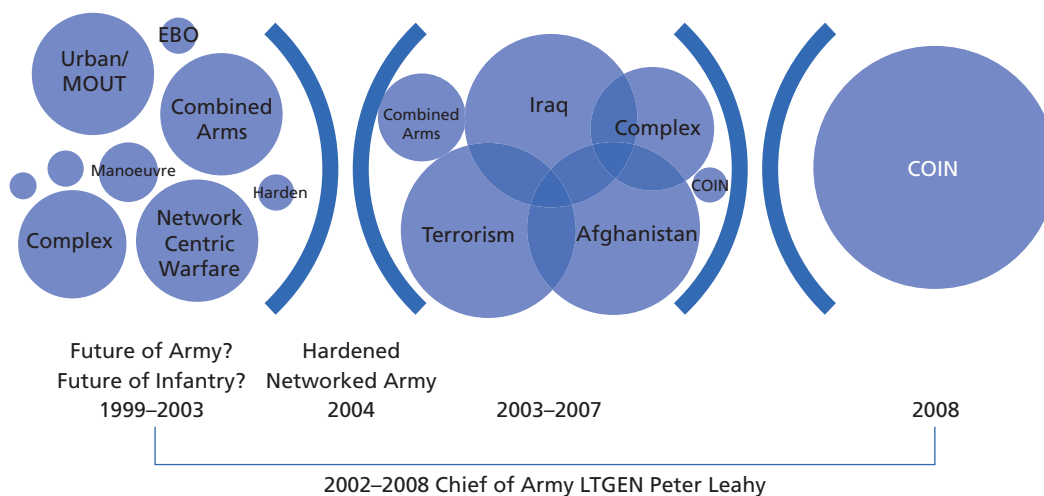 EBO
Urban/
MOUT
Combined
Arms
Manoeuvre
Harden
Complex
Network
Centric
Warfare
Combined
Arms
Iraq
Complex
COIN
Terrorism
Afghanistan
COIN
Future of Army?
Future of Infantry?
1999–2003
Hardened
Networked Army
2004
2003–2007
2008
2002–2008 Chief of Army LTGEN Peter Leahy